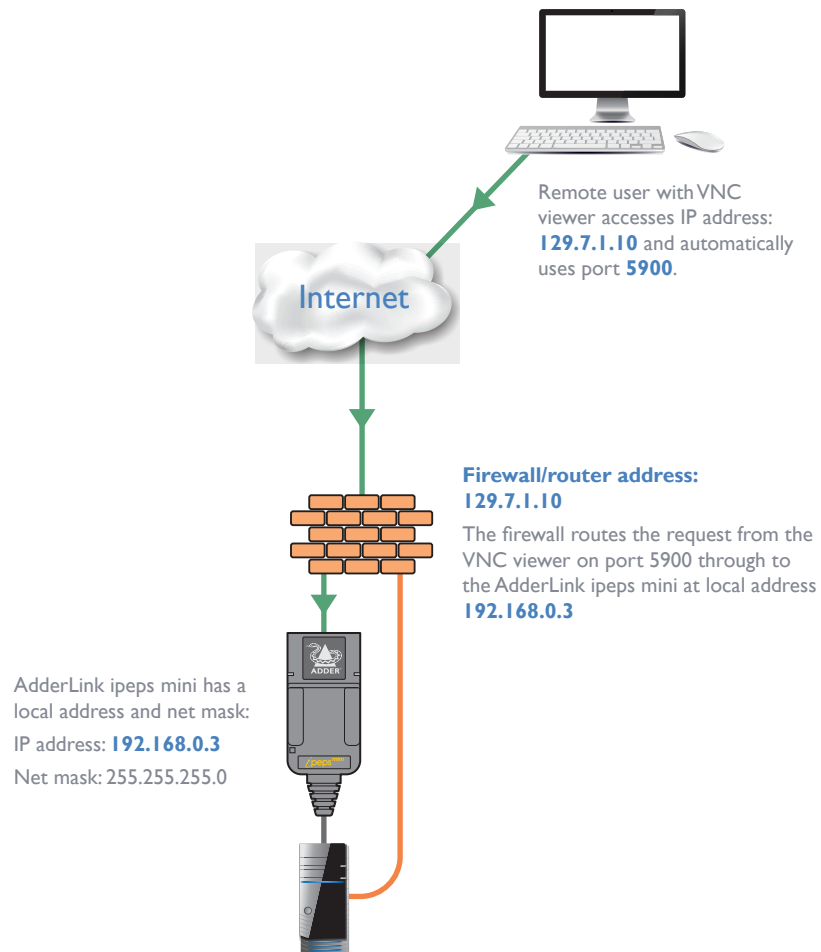 Remote user with VNC
viewer accesses IP address:
129.7.1.10 and automatically
uses port 5900.
Internet
Firewall/router address:
129.7.1.10
The firewall routes the request from the
VNC viewer on port 5900 through to
the AdderLink ipeps mini at local address
192.168.0.3
ADDER
ipeps mini
AdderLink ipeps mini has a
local address and net mask:
IP address: 192.168.0.3
Net mask: 255.255.255.0